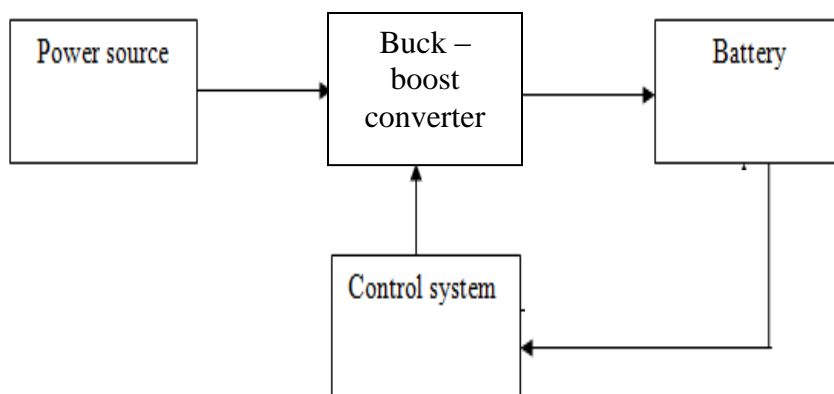 Power source
Buck –
boost
converter
Battery
Control system